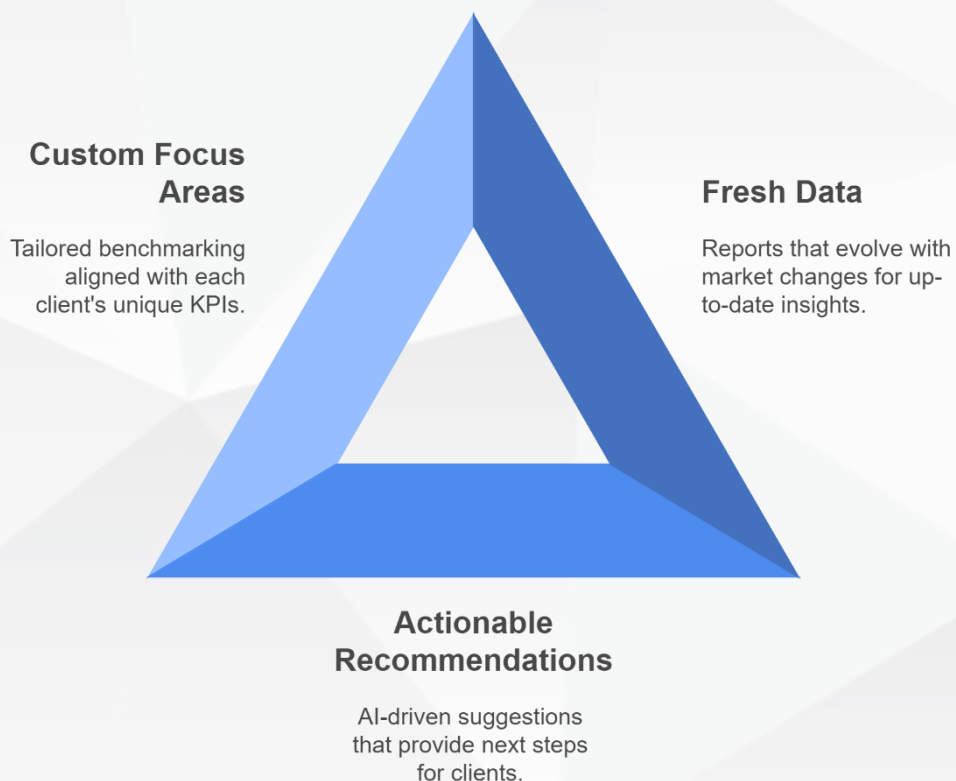 Custom Focus
Areas
Tailored benchmarking
aligned with each
client's unique KPIs.
Fresh Data
Reports that evolve with
market changes for up-
to-date insights.
Actionable
Recommendations
AI-driven suggestions
that provide next steps
for clients.